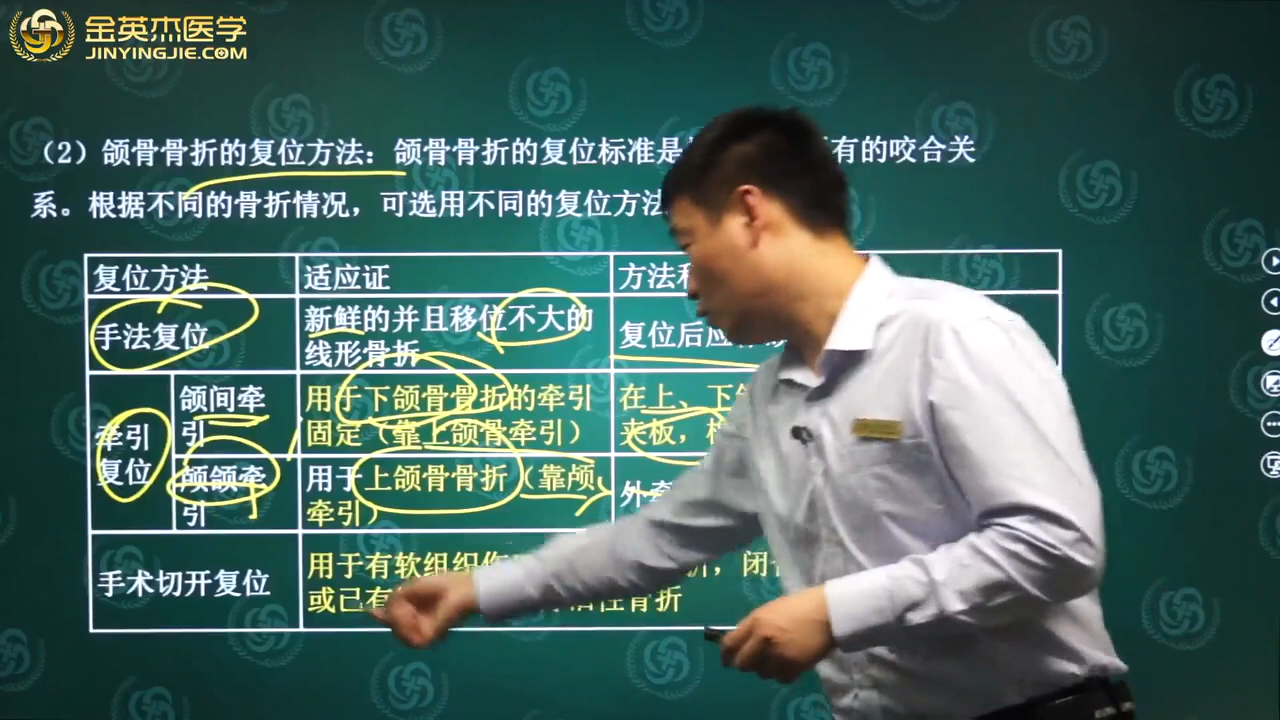 金英杰医学
JINYINGJIE.COM
（2）颌骨骨折的复位方法：颌骨骨折的复位标准是 有的咬合关
系。根据不同的骨折情况，可选用不同的复位方法
复位方法 适应证 方法和
手法复位 新鲜的并且移位不大的
线形骨折 复位后应
牵引
复位
颌间牵
引
用于下颌骨骨折的牵引
固定（靠上颌骨牵引）
在上、下
夹板，
颅颌牵
引
用于上颌骨骨折（靠颅
牵引）
外牵
手术切开复位 用于有软组织伤 折，闭合
或已有 性骨折